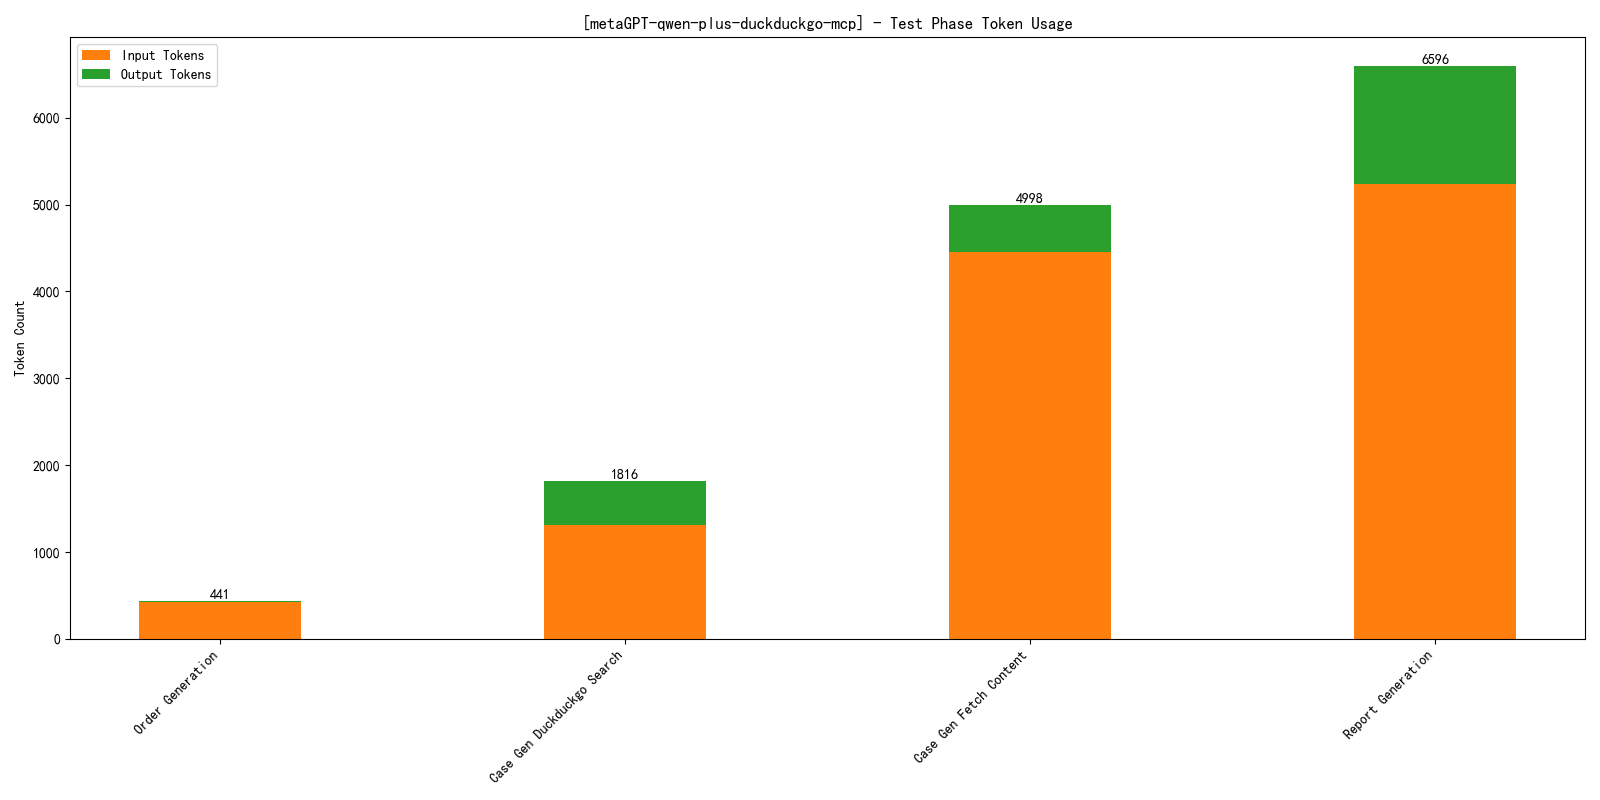 [metaGPT-qwen-plus-duckduckgo-mcp] - Test Phase Token Usage
Input Tokens
Output Tokens
6596
4998
1816
441
Token Count
6000
5000
4000
3000
2000
1000
0
Order Generation
Case Gen Duckduckgo Search
Case Gen Fetch Content
Report Generation